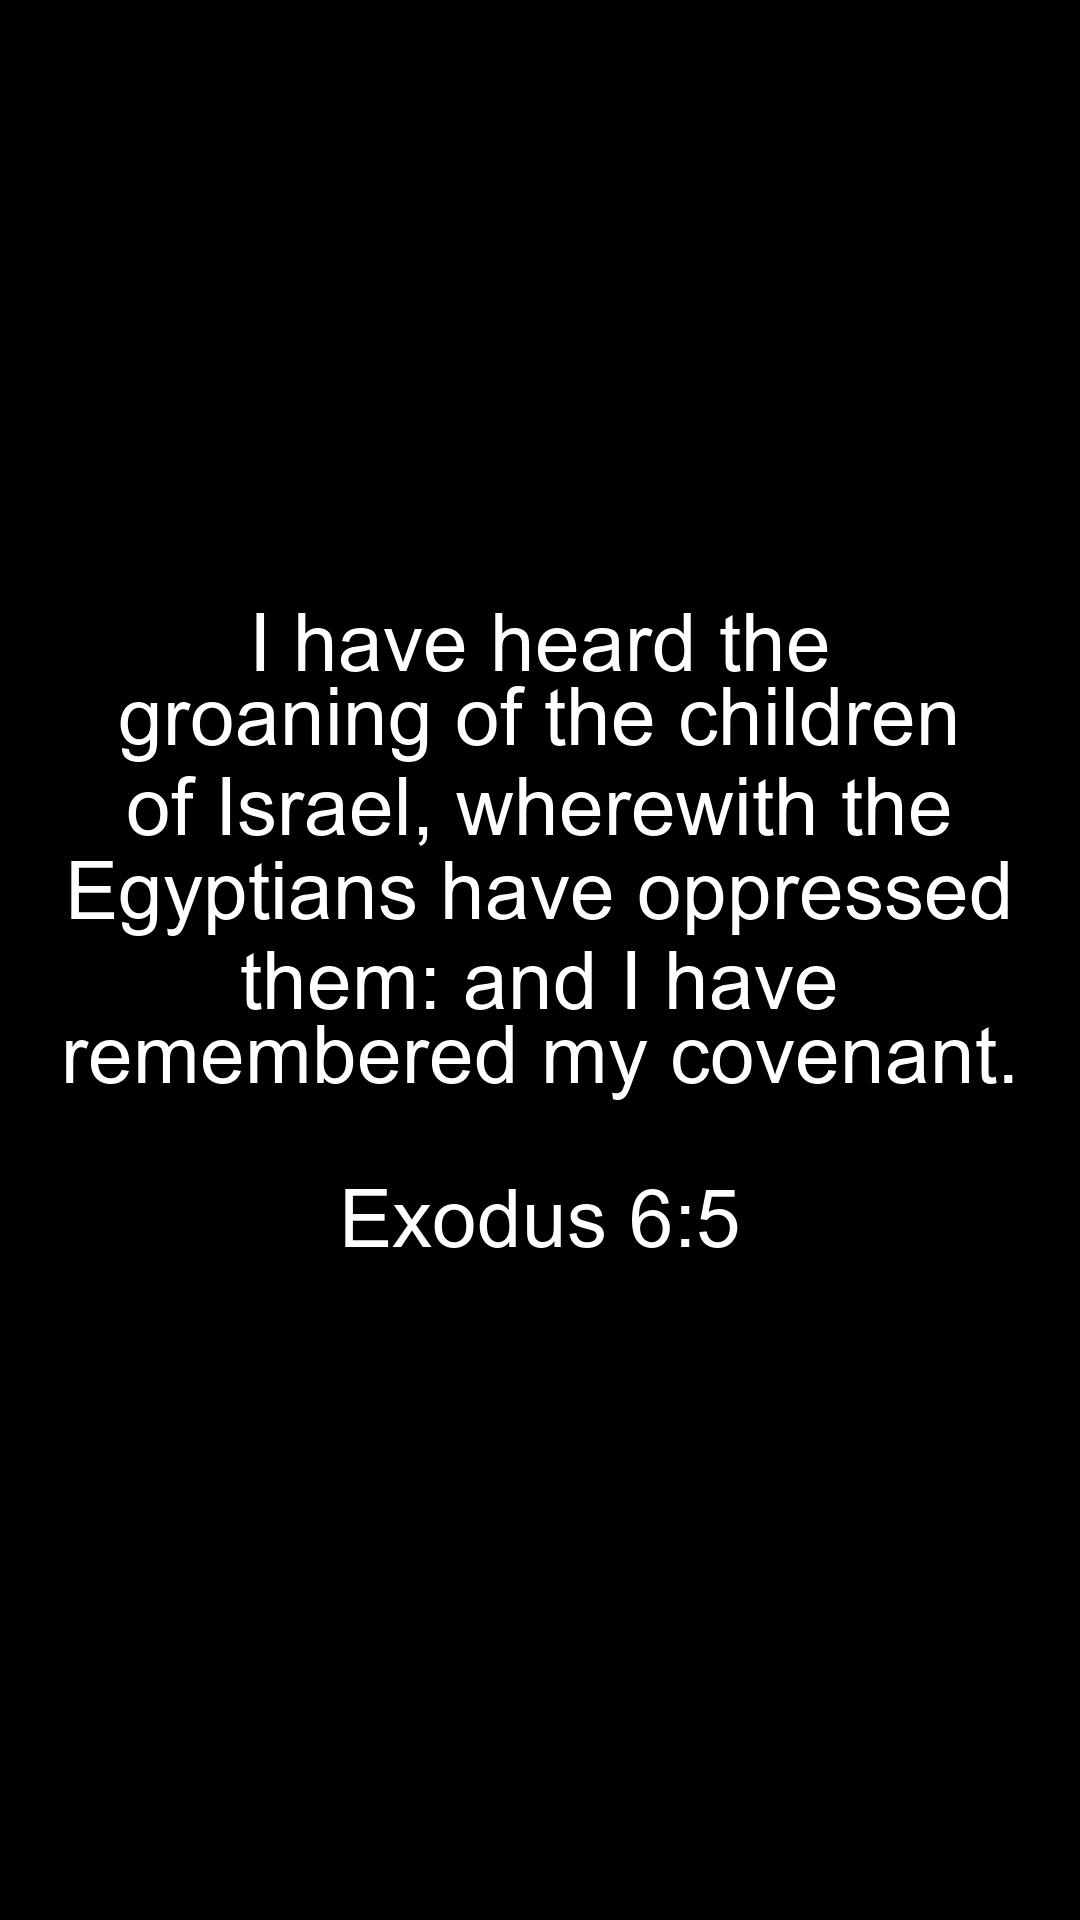 I have heard the
groaning of the children
of Israel, wherewith the
Egyptians have oppressed
them: and I have
remembered my covenant.
Exodus 6:5